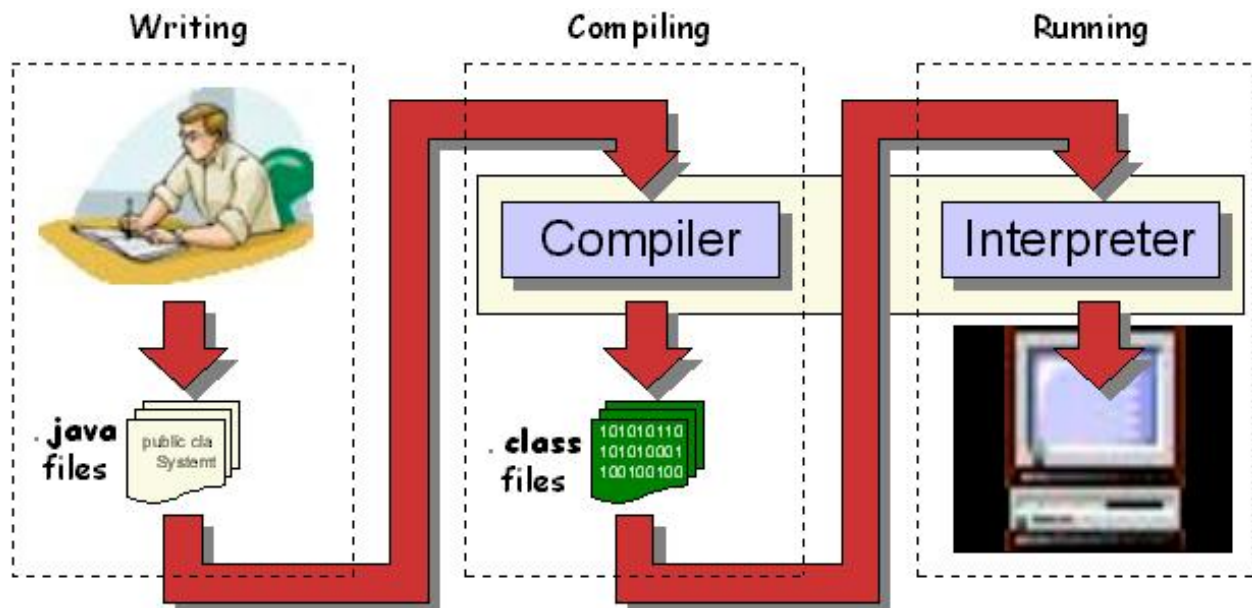 Writing
Compiling
Running
Compiler
Interpreter
.java
files
public cla
Systemt
.class
files
101010110
101010001
100100100